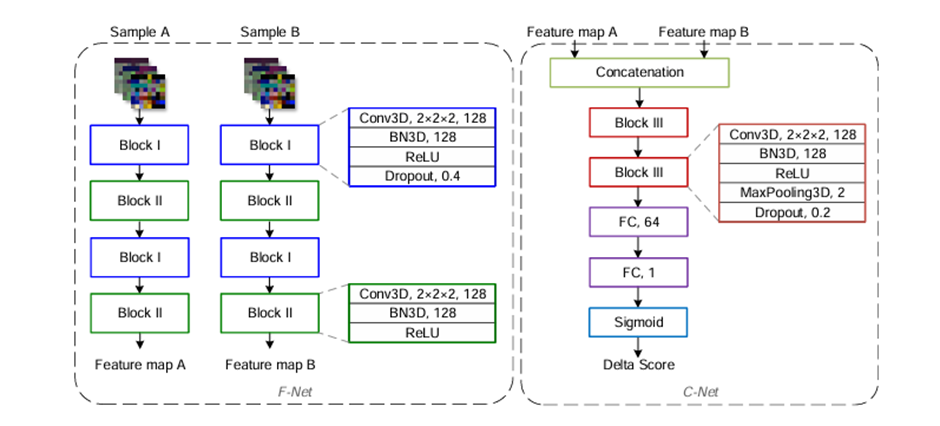 Sample A
Sample B
Block I
Block II
Block I
Block II
Feature map A
Block I
Block II
Block I
Block II
Feature map B
Conv3D, 2×2×2, 128
BN3D, 128
ReLU
Dropout, 0.4
Conv3D, 2×2×2, 128
BN3D, 128
ReLU
F-Net
Feature map A
Feature map B
Concatenation
Block III
Block III
FC, 64
FC, 1
Sigmoid
Delta Score
Conv3D, 2×2×2, 128
BN3D, 128
ReLU
MaxPooling3D, 2
Dropout, 0.2
C-Net